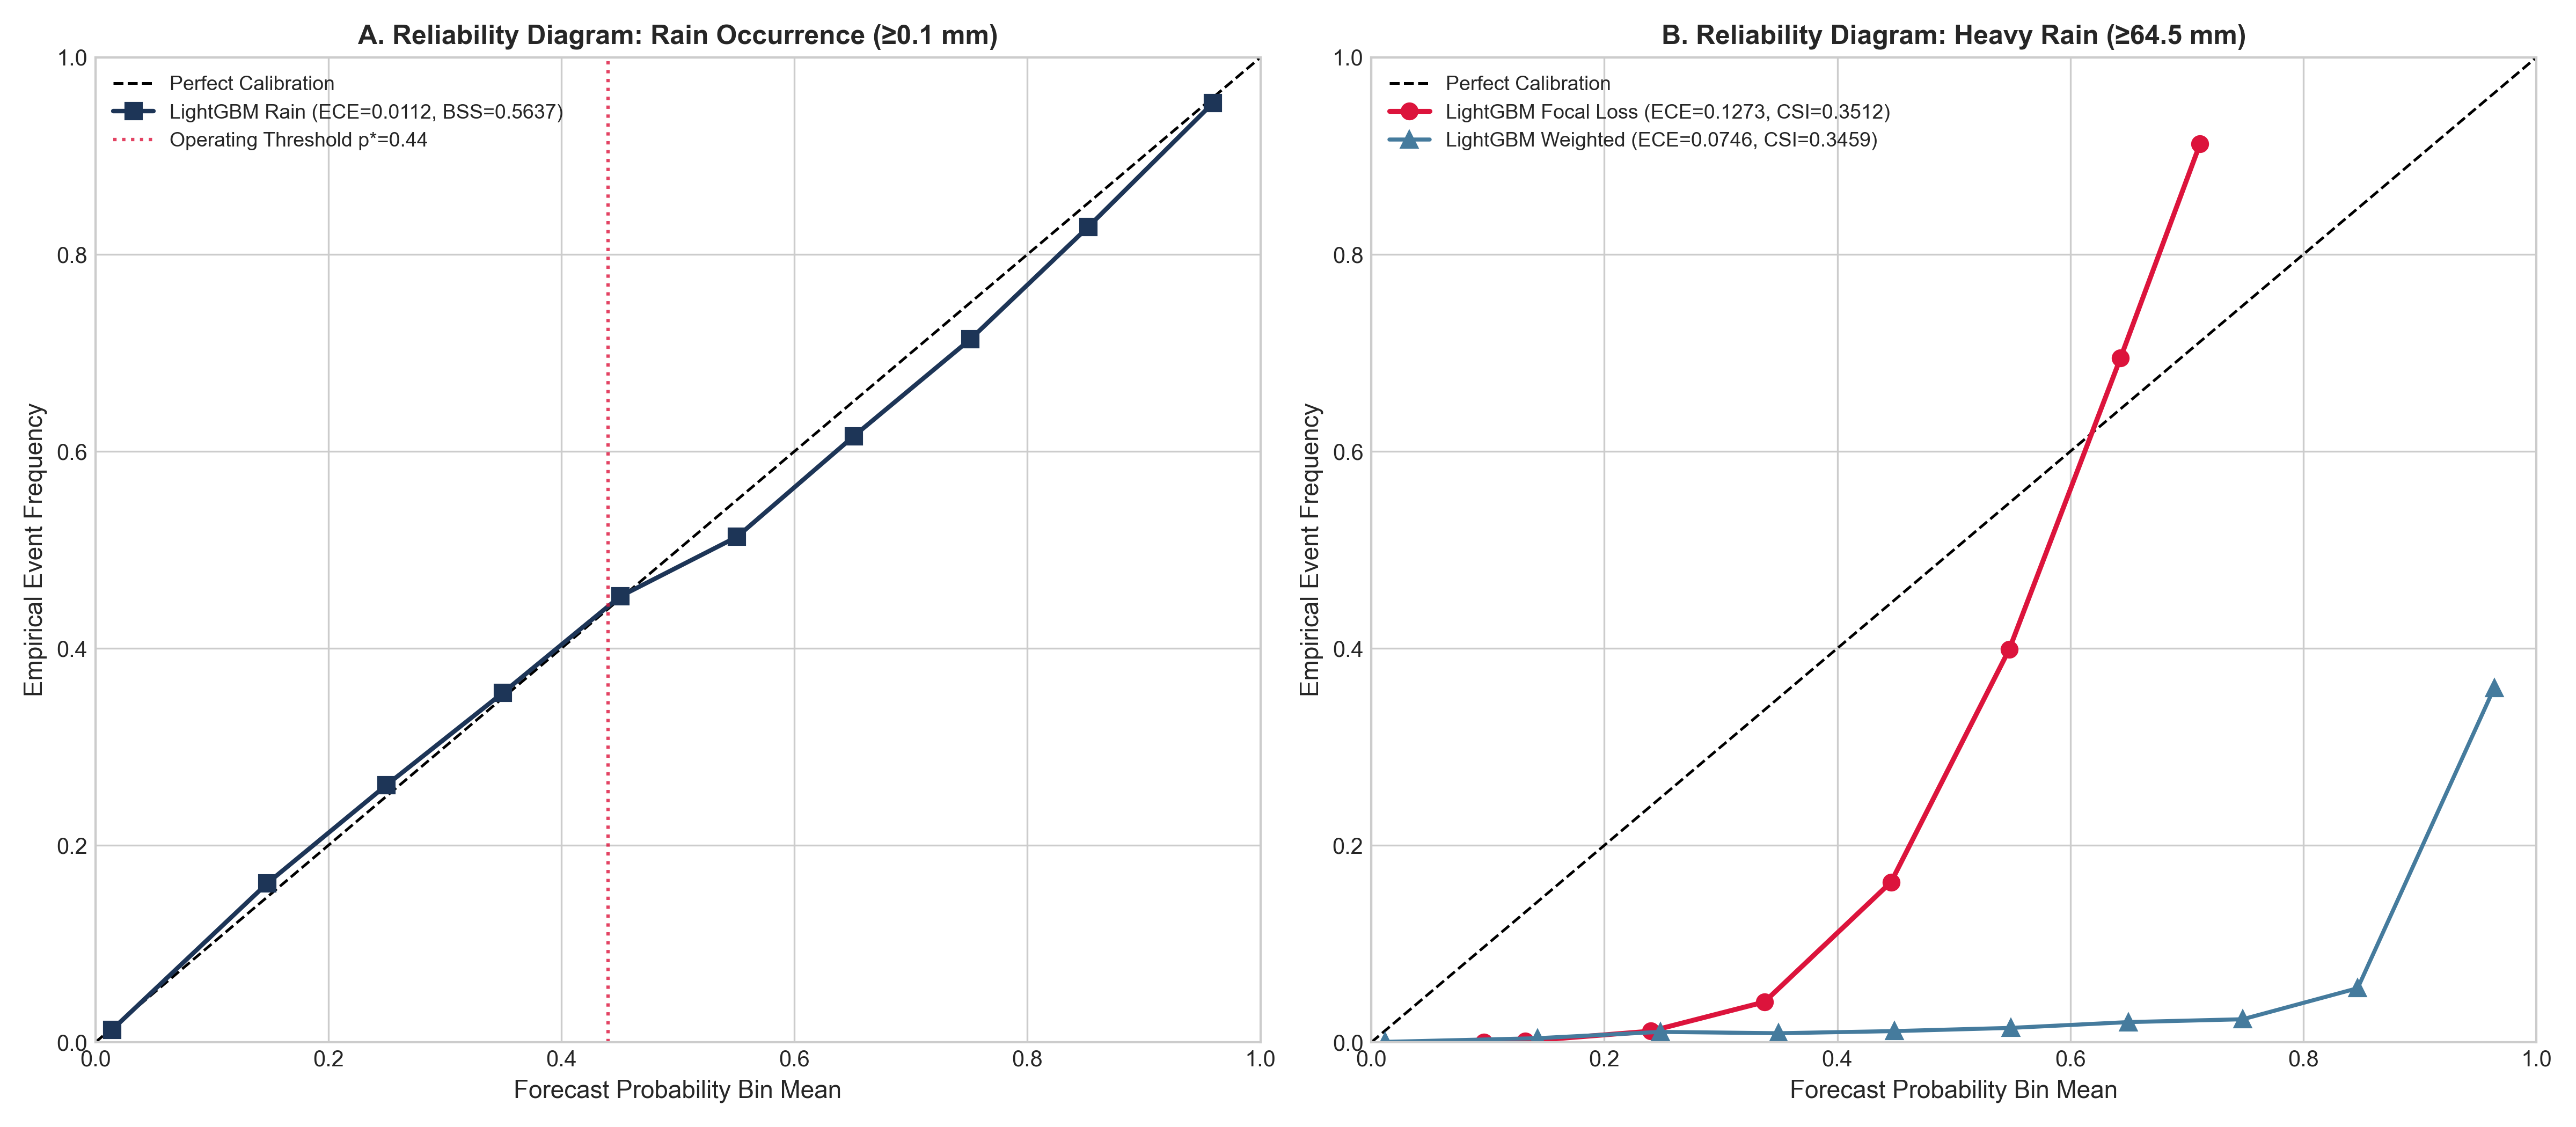 A. Reliability Diagram: Rain Occurrence (≥0.1 mm)
Perfect Calibration
LightGBM Rain (ECE=0.0112, BSS=0.5637)
Operating Threshold p*=0.44
1.0
0.8
0.6
0.4
0.2
0.0
Empirical Event Frequency
0.0 0.2 0.4 0.6 0.8 1.0
Forecast Probability Bin Mean
B. Reliability Diagram: Heavy Rain (≥64.5 mm)
Perfect Calibration
LightGBM Focal Loss (ECE=0.1273, CSI=0.3512)
LightGBM Weighted (ECE=0.0746, CSI=0.3459)
1.0
0.8
0.6
0.4
0.2
0.0
Empirical Event Frequency
0.0 0.2 0.4 0.6 0.8 1.0
Forecast Probability Bin Mean